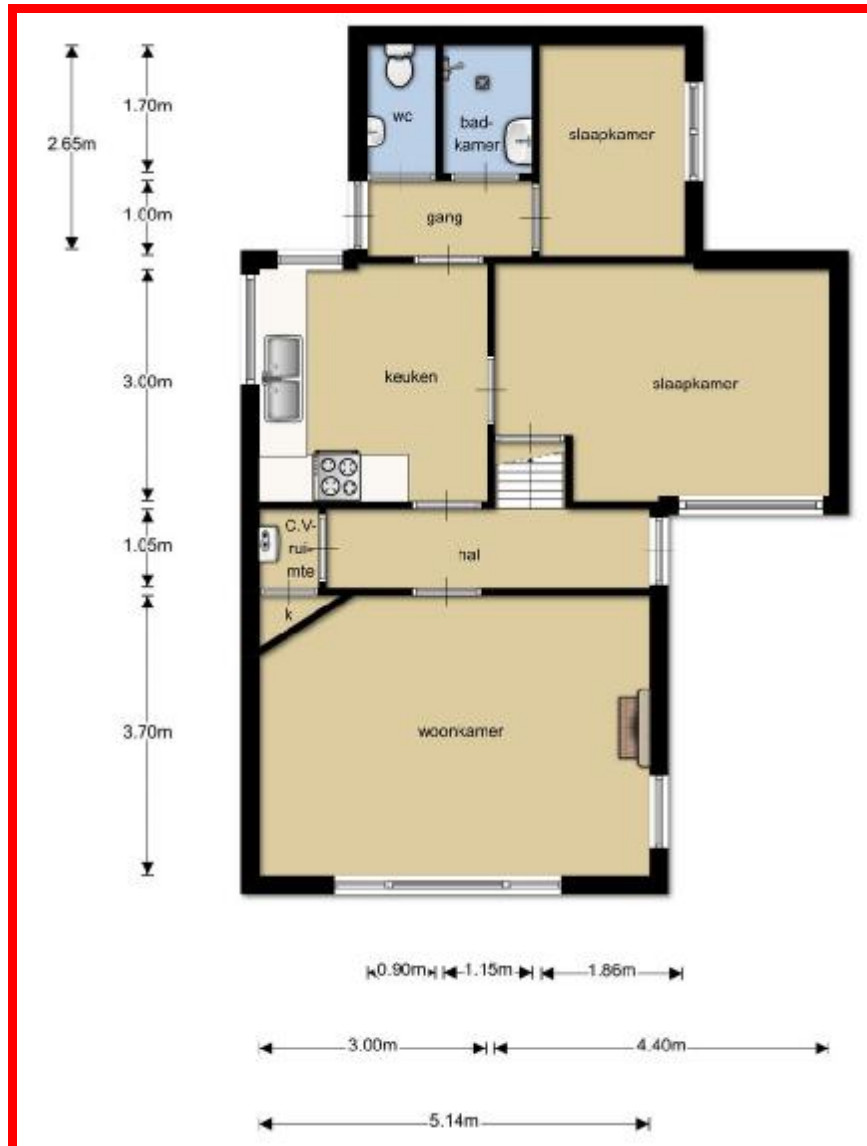 1.70m
2.65m
wc
bad-
kamer
slaapkamer
1.00m
gang
3.00m
keuken
slaapkamer
1.05m
C.V-
rui-
mte
hal
k
3.70m
woonkamer
0.90m 1.15m 1.86m
3.00m 4.40m
5.14m